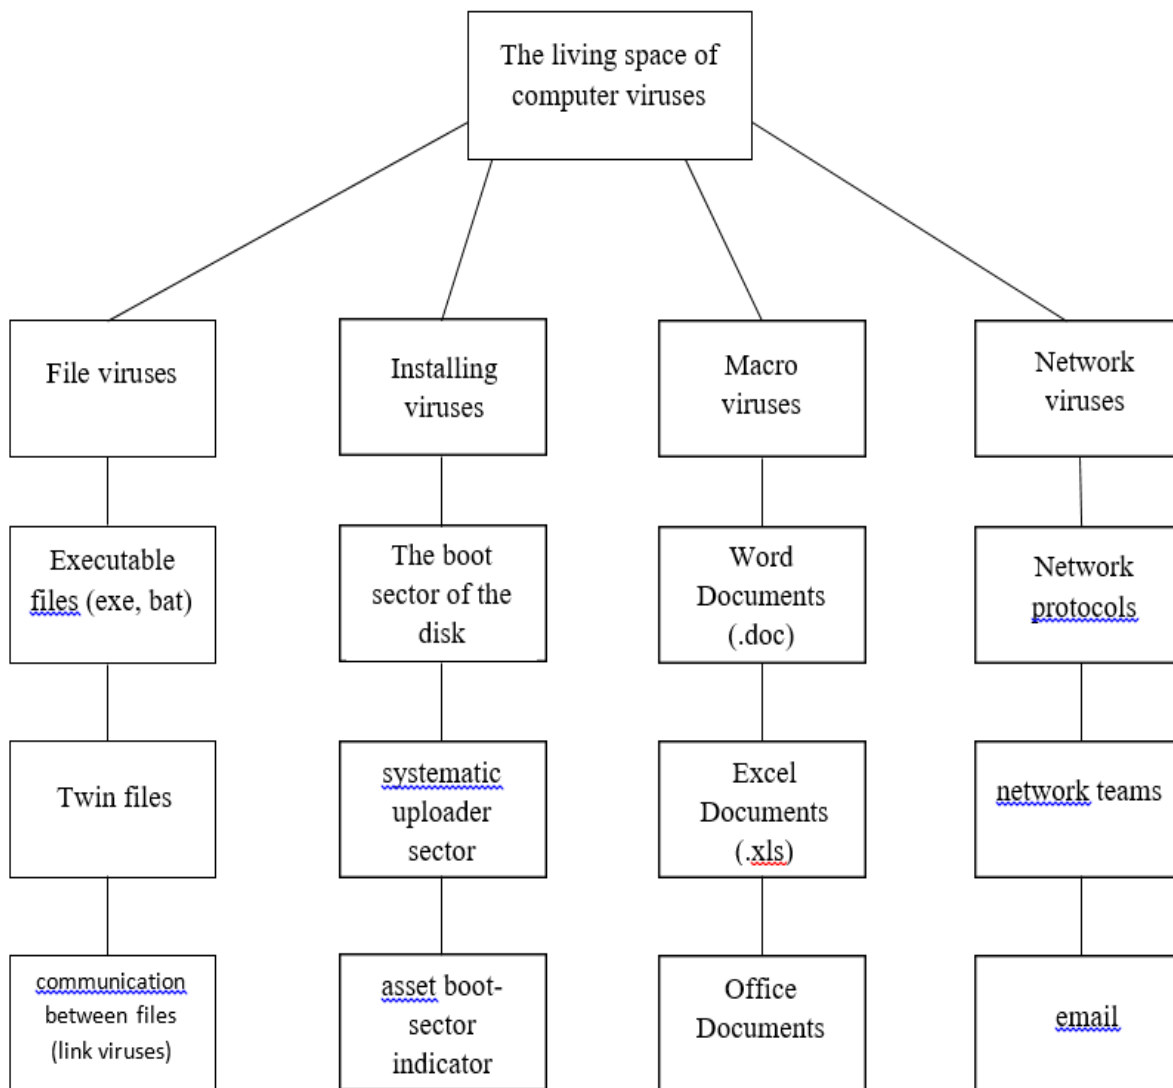 The living space of
computer viruses
File viruses
Installing
viruses
Macro
viruses
Network
viruses
Executable
files (exe, bat)
The boot
sector of the
disk
Word
Documents
(.doc)
Network
protocols
Twin files
systematic
uploader
sector
Excel
Documents
(.xls)
network teams
communication
between files
(link viruses)
asset boot-
sector
indicator
Office
Documents
email